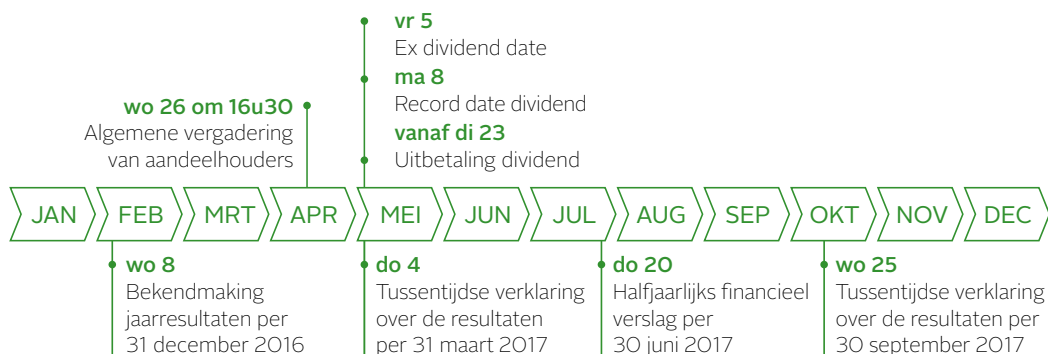 vr 5
Ex dividend date
ma 8
Record date dividend
wo 26 om 16u30
Algemene vergadering
van aandeelhouders
vanaf di 23
Uitbetaling dividend
JAN FEB MRT APR MEI JUN JUL AUG SEP OKT NOV DEC
wo 8
Bekendmaking
jaarresultaten per
31 december 2016
do 4
Tussentijdse verklaring
over de resultaten
per 31 maart 2017
do 20
Halfjaarlijks financieel
verslag per
30 juni 2017
wo 25
Tussentijdse verklaring
over de resultaten per
30 september 2017